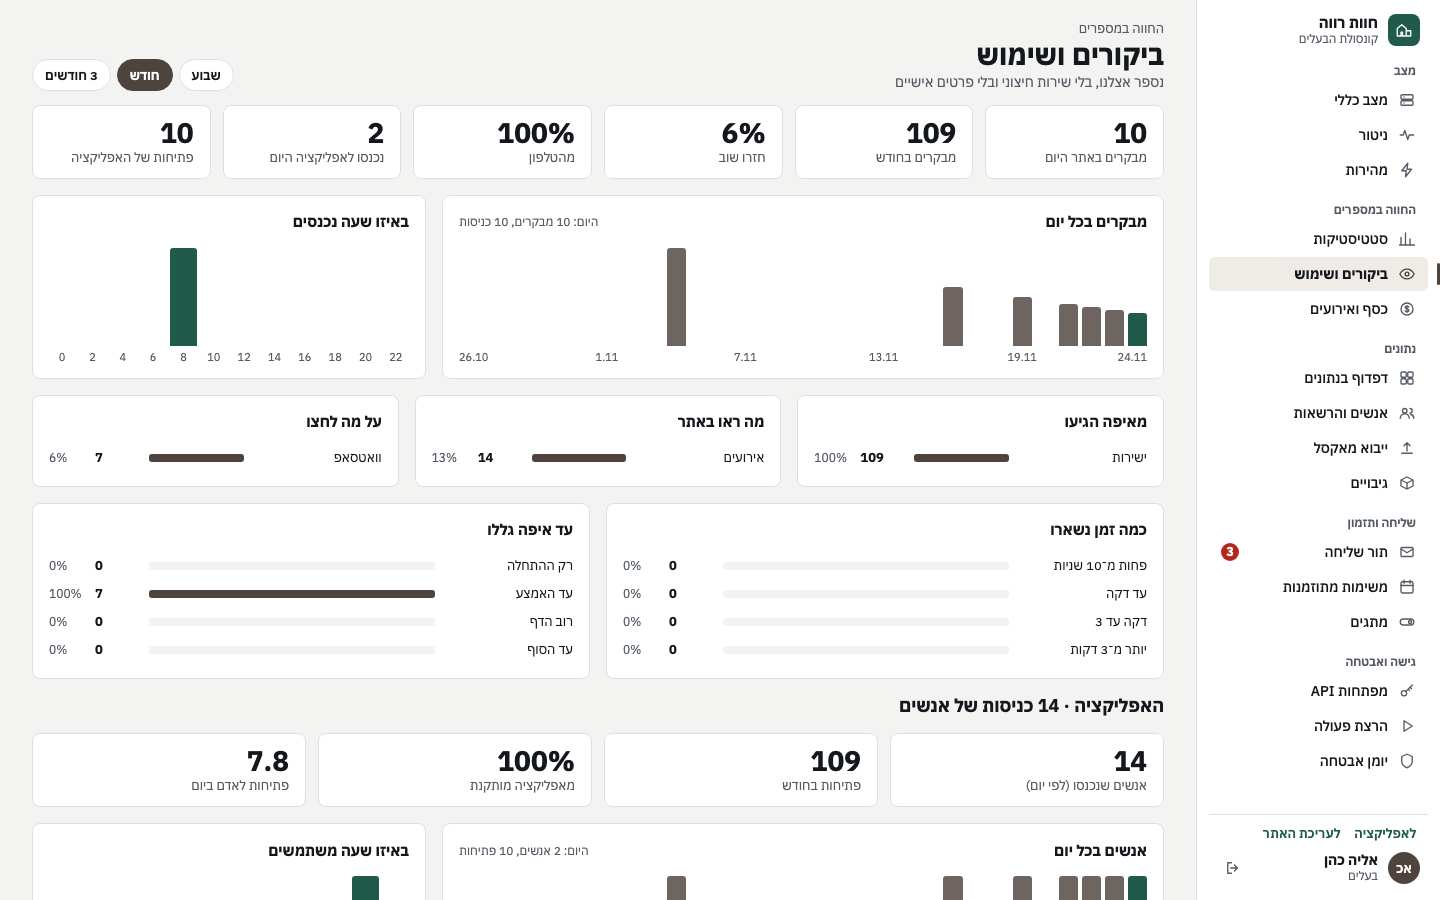 חוות רווה
קונסולת הבעלים
מצב
מצב כללי
ניטור
מהירות
החווה במספרים
סטטיסטיקות
ביקורים ושימוש
כסף ואירועים
נתונים
דפדוף בנתונים
אנשים והרשאות
ייבוא מאקסל
גיבויים
שליחה ותזמון
תור שליחה
3
משימות מתוזמנות
מתגים
גישה ואבטחה
מפתחות API
הרצת פעולה
יומן אבטחה
לאפליקציה
לעריכת האתר
אכ
אליה כהן
בעלים
החווה במספרים
ביקורים ושימוש
נספר אצלנו, בלי שירות חיצוני ובלי פרטים אישיים
שבוע
חודש
3 חודשים
10
מבקרים באתר היום
109
מבקרים בחודש
6%
חזרו שוב
100%
מהטלפון
2
נכנסו לאפליקציה היום
10
פתיחות של האפליקציה
מבקרים בכל יום
היום: 10 מבקרים, 10 כניסות
26.10 1.11 7.11 13.11 19.11 24.11
באיזו שעה נכנסים
0 2 4 6 8 10 12 14 16 18 20 22
מאיפה הגיעו
ישירות 109 100%
מה ראו באתר
אירועים 14 13%
על מה לחצו
וואטסאפ 7 6%
כמה זמן נשארו
פחות מ־10 שניות 0 0%
עד דקה 0 0%
דקה עד 3 0 0%
יותר מ־3 דקות 0 0%
עד איפה גללו
רק ההתחלה 0 0%
עד האמצע 7 100%
רוב הדף 0 0%
עד הסוף 0 0%
האפליקציה · 14 כניסות של אנשים
14
אנשים שנכנסו (לפי יום)
109
פתיחות בחודש
100%
מאפליקציה מותקנת
7.8
פתיחות לאדם ביום
אנשים בכל יום
היום: 2 אנשים, 10 פתיחות
באיזו שעה משתמשים